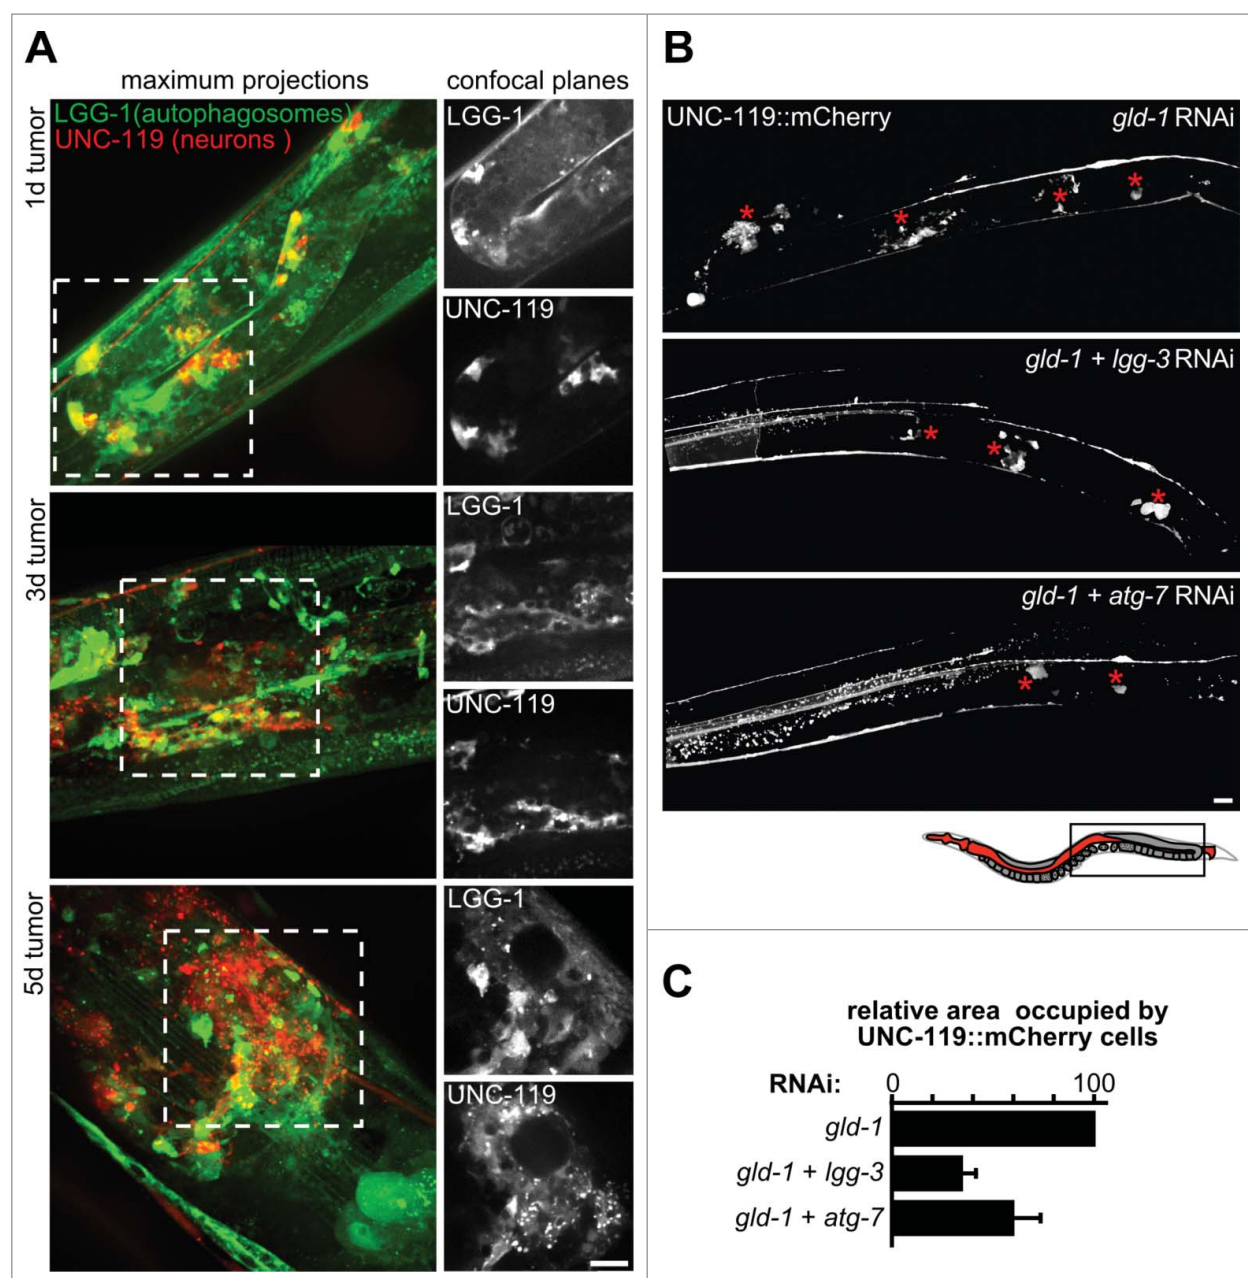 A
maximum projections
confocal planes
1d tumor
LGG-1(autophagosomes)
UNC-119 (neurons )
LGG-1
UNC-119
3d tumor
LGG-1
UNC-119
5d tumor
LGG-1
UNC-119
B
UNC-119::mCherry
gld-1 RNAi
*
*
*
*
gld-1 + lgg-3 RNAi
*
*
*
gld-1 + atg-7 RNAi
*
*
C
relative area occupied by
UNC-119::mCherry cells
RNAi:
0
100
gld-1
gld-1 + lgg-3
gld-1 + atg-7